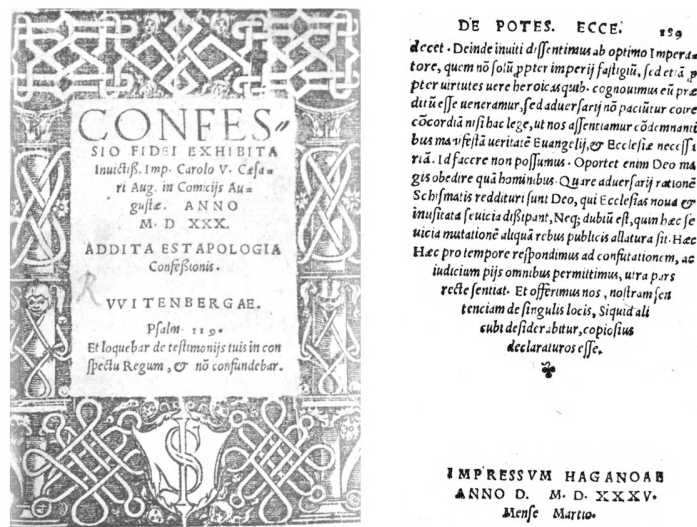 CONFES„
SIO FIDEI EXHIBITA
Inuictiß. Imp. Carolo V. Cæsa=
ri Aug. in Comicijs Au=
gustæ. ANNO
M. D XXX.
ADDITA EST APOLOGIA
Confeßionis.
VVITENBERGAE.
Psalm. 119.
Et loquebar de testimonijs tuis in con
spectu Regum, & nō confundebar.
DE POTES. ECCE. 189
decet. Deinde inuiti dissentimus ab optimo Impera=
tore, quem nō solū ꝓpter imperij fastigiū, sed etiā ꝓ
pter uirtutes uere heroicas quib. cognouimus eū præ
ditū esse ueneramur, sed aduersarij nō paciūtur coire
cōcordiā nisi hac lege, ut nos assentiamur cōdemnanti
bus manifestā ueritatē Euangelij, & Ecclesiæ necessa
riā. Id facere non possumus. Oportet enim Deo ma
gis obedire quā hominibus. Quare aduersarij rationē
Schismatis reddituri sunt Deo, qui Ecclesias noua &
inusitata seuicia dißipant, Neq; dubiū est, quin hæc se
uicia mutationē aliquā rebus publicis allatura sit. Hæc
Hæc pro tempore respondimus ad confutationem, ac
iudicium pijs omnibus permittimus, utra pars
recte sentiat. Et offerimus nos, nostram sen
tenciam de singulis locis, Siquid ali
cubi desiderabitur, copiosius
declaraturos esse.
IMPRESSVM HAGANOAE
ANNO D. M. D. XXXV.
Mense Martio.